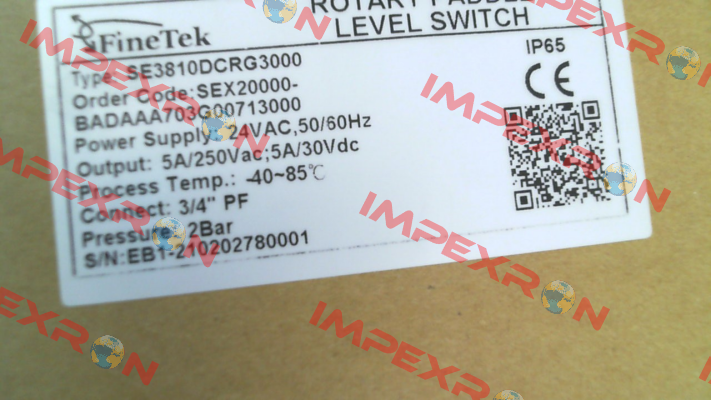 FineTek
ROTARY PADDLE
LEVEL SWITCH
Type: SE3810DCRG3000
Order Code:SEX20000-
BADAAA703G00713000
Power Supply: 24VAC,50/60Hz
Output: 5A/250Vac;5A/30Vdc
Process Temp.: -40~85℃
Connect: 3/4" PF
Pressure: 2Bar
S/N:EB1-210202780001
IP65
CE
IMPEXRON
IMPEXRON
IMPEXRON
IMPEXRON
IMPEXRON
IMPEXRON
IMPEXRON